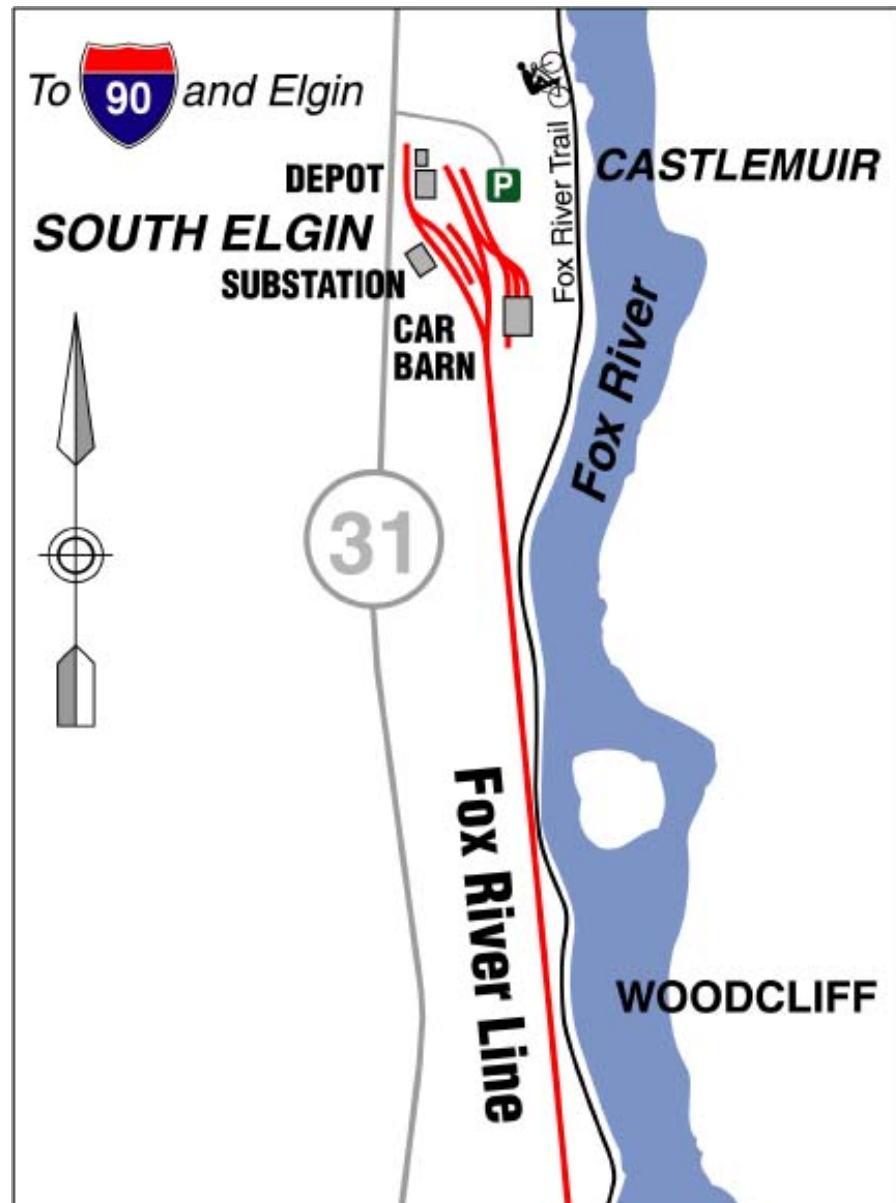 To 90 and Elgin
P
Fox River Trail
CASTLEMUIR
DEPOT
SOUTH ELGIN
SUBSTATION
CAR
BARN
Fox River
31
Fox River Line
WOODCLIFF